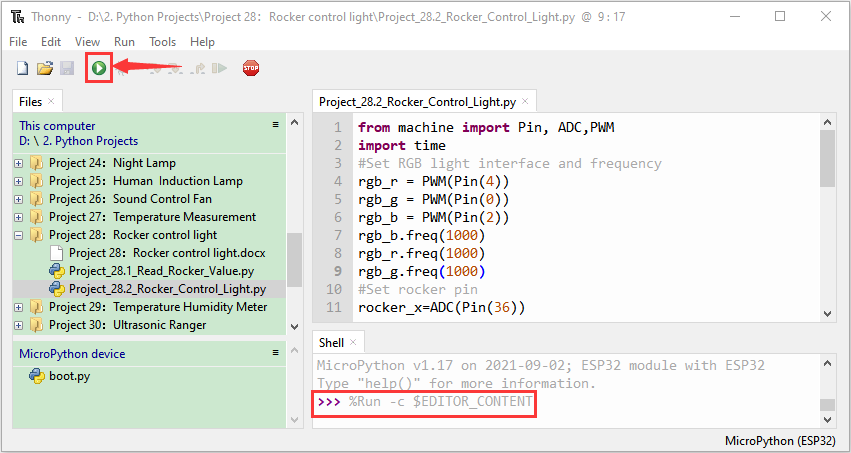 Thonny - D:\2. Python Projects\Project 28：Rocker control light\Project_28.2_Rocker_Control_Light.py @ 9 : 17
File Edit View Run Tools Help
STOP
Files ×
This computer
D: \ 2. Python Projects
Project 24：Night Lamp
Project 25：Human Induction Lamp
Project 26：Sound Control Fan
Project 27：Temperature Measurement
Project 28：Rocker control light
Project 28：Rocker control light.docx
Project_28.1_Read_Rocker_Value.py
Project_28.2_Rocker_Control_Light.py
Project 29：Temperature Humidity Meter
Project 30：Ultrasonic Ranger
MicroPython device
boot.py
Project_28.2_Rocker_Control_Light.py ×
1 from machine import Pin, ADC,PWM
2 import time
3 #Set RGB light interface and frequency
4 rgb_r = PWM(Pin(4))
5 rgb_g = PWM(Pin(0))
6 rgb_b = PWM(Pin(2))
7 rgb_b.freq(1000)
8 rgb_r.freq(1000)
9 rgb_g.freq(1000)
10 #Set rocker pin
11 rocker_x=ADC(Pin(36))
Shell ×
MicroPython v1.17 on 2021-09-02; ESP32 module with ESP32
Type "help()" for more information.
>>> %Run -c $EDITOR_CONTENT
MicroPython (ESP32)